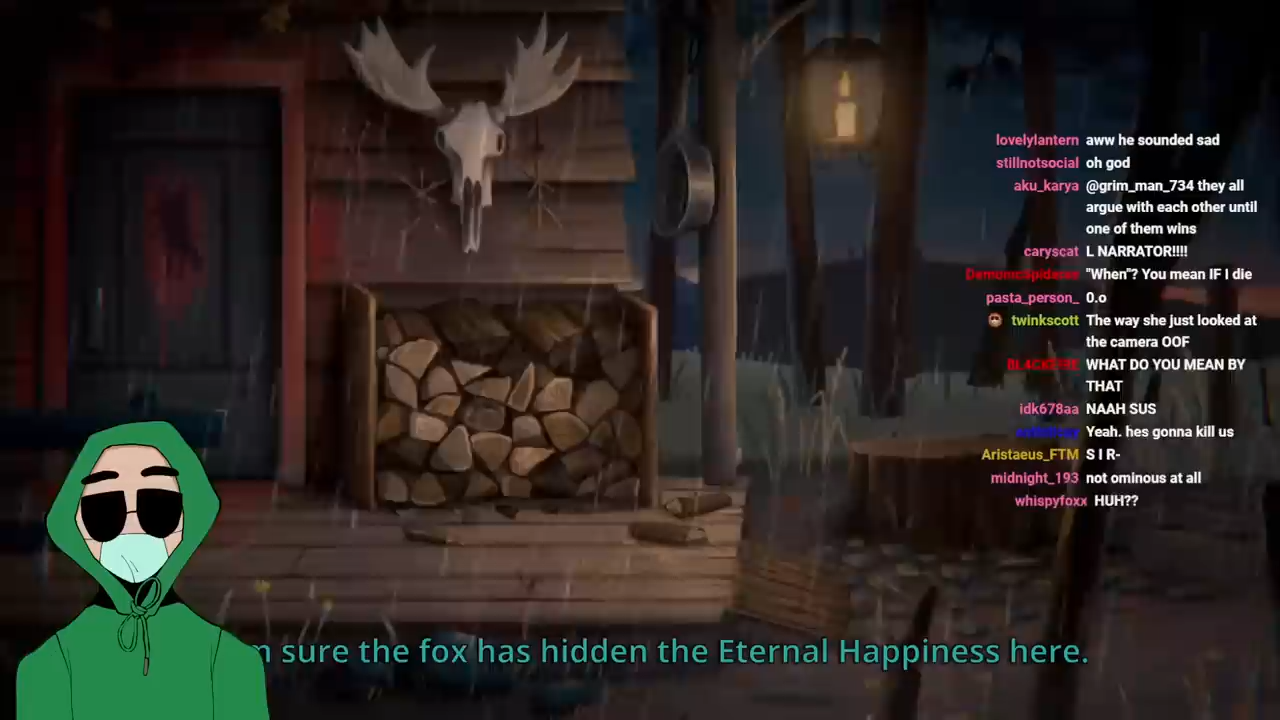 lovelylantern aww he sounded sad
stillnotsocial oh god
aku_karya @grim_man_734 they all
argue with each other until
one of them wins
caryscat L NARRATOR!!!!
"When"? You mean IF I die
pasta_person_ 0.o
twinkscott The way she just looked at
the camera OOF
WHAT DO YOU MEAN BY
THAT
idk678aa NAAH SUS
Yeah. hes gonna kill us
Aristaeus_FTM S I R-
midnight_193 not ominous at all
whispyfoxx HUH??
sure the fox has hidden the Eternal Happiness here.